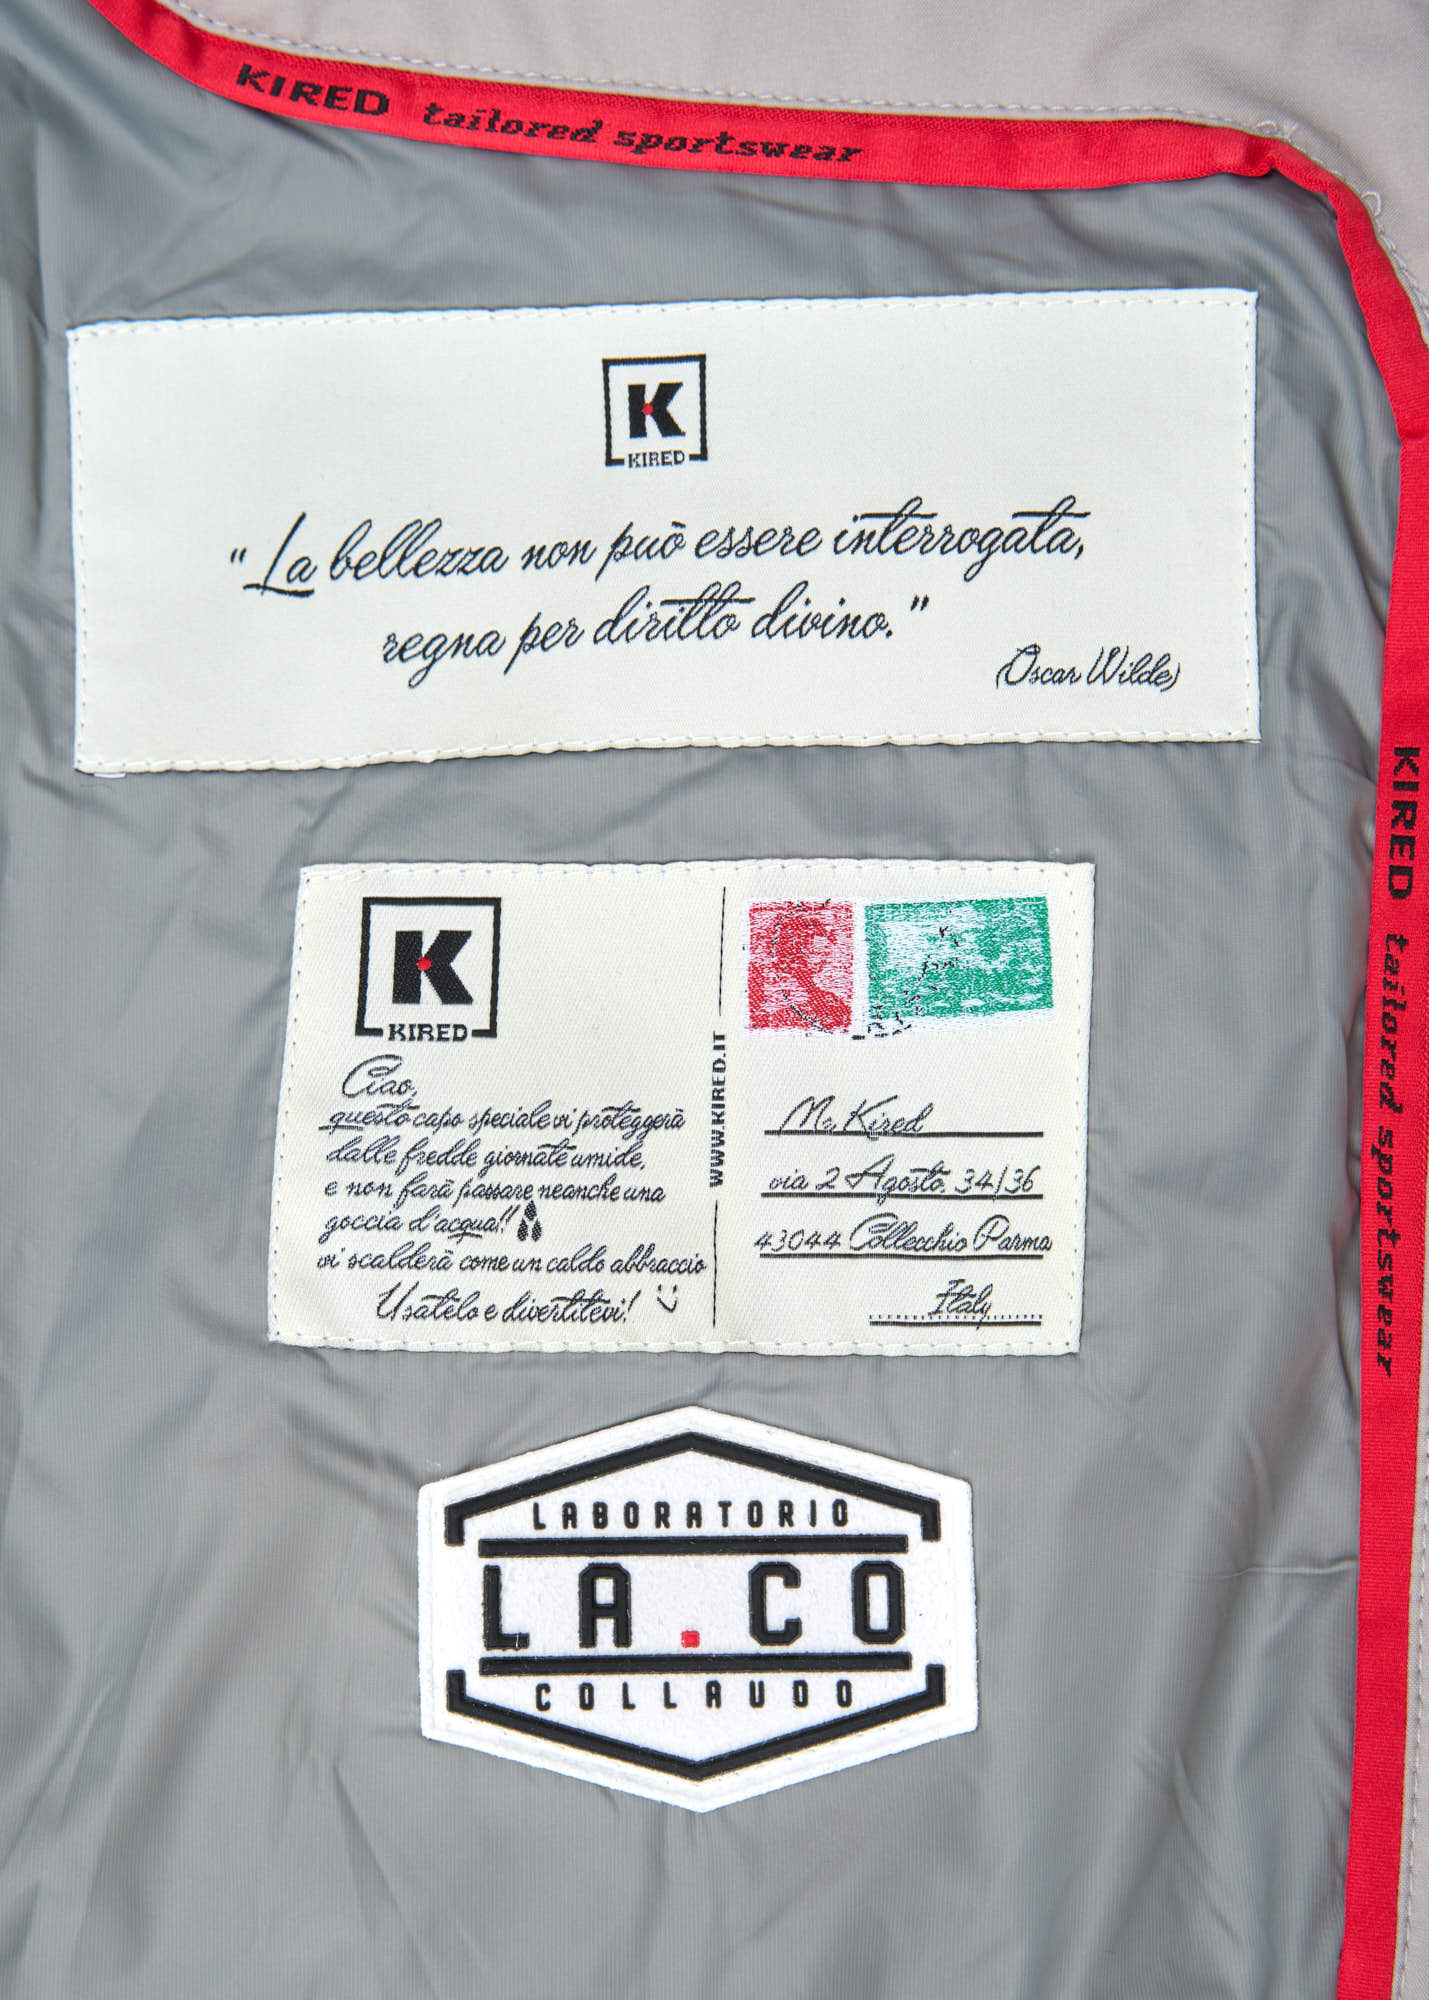 KIRED tailored sportswear
K
KIRED
"La bellezza non può essere interrogata,
regna per diritto divino."
(Oscar Wilde)
K
KIRED
Ciao,
questo capo speciale vi proteggerà
dalle fredde giornate umide,
e non farà passare neanche una
goccia d'acqua!!
vi scalderà come un caldo abbraccio
Usatelo e divertitevi! :)
WWW.KIRED.IT
Mr. Kired
via 2 Agosto, 34/36
43044 Collecchio Parma
Italy
KIRED tailored sportswear
LABORATORIO
LA.CO
COLLAUDO